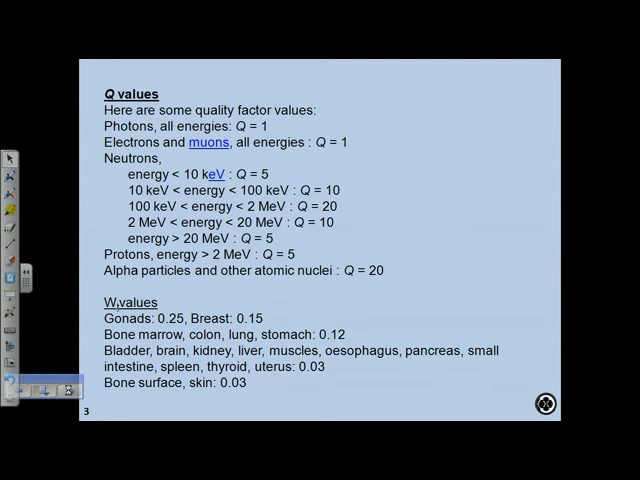 Q values
Here are some quality factor values:
Photons, all energies: Q = 1
Electrons and muons, all energies : Q = 1
Neutrons,
energy < 10 keV : Q = 5
10 keV < energy < 100 keV : Q = 10
100 keV < energy < 2 MeV : Q = 20
2 MeV < energy < 20 MeV : Q = 10
energy > 20 MeV : Q = 5
Protons, energy > 2 MeV : Q = 5
Alpha particles and other atomic nuclei : Q = 20
W values
Gonads: 0.25, Breast: 0.15
Bone marrow, colon, lung, stomach: 0.12
Bladder, brain, kidney, liver, muscles, oesophagus, pancreas, small
intestine, spleen, thyroid, uterus: 0.03
Bone surface, skin: 0.03
3